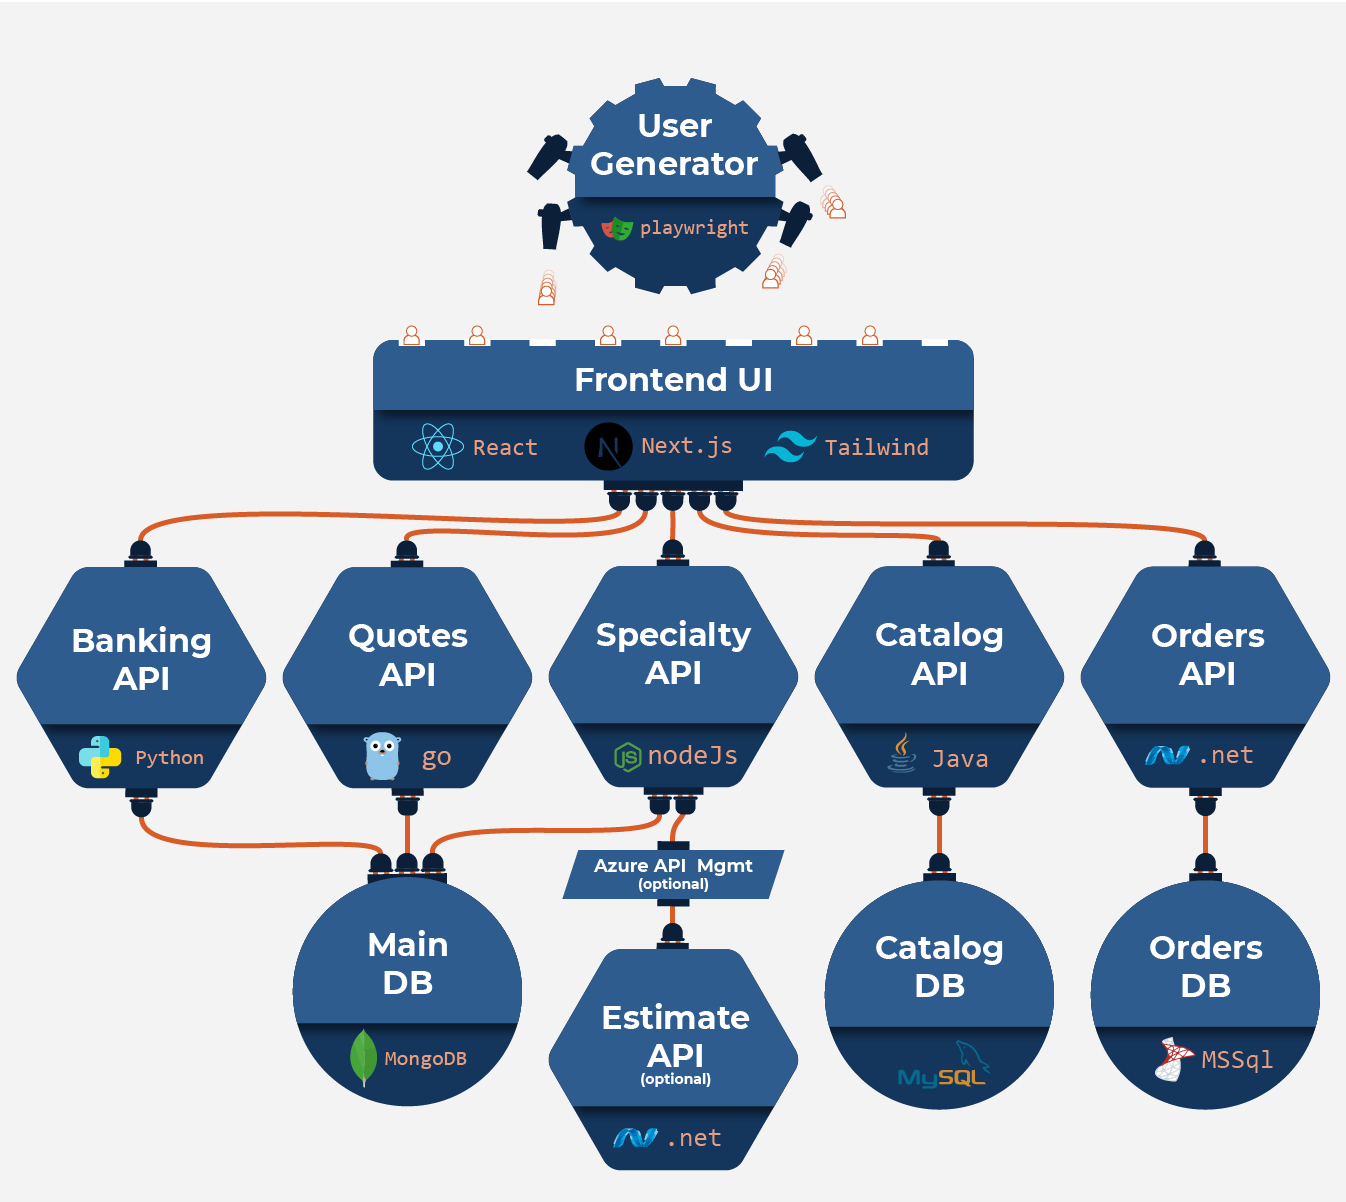 User
Generator
playwright
Frontend UI
React
N
Next.js
Tailwind
Banking
API
Python
Quotes
API
go
Specialty
API
JS
nodeJs
Catalog
API
Java
Orders
API
.net
Azure API  Mgmt
(optional)
Main
DB
MongoDB
Estimate
API
(optional)
.net
Catalog
DB
MySQL
Orders
DB
MSSql